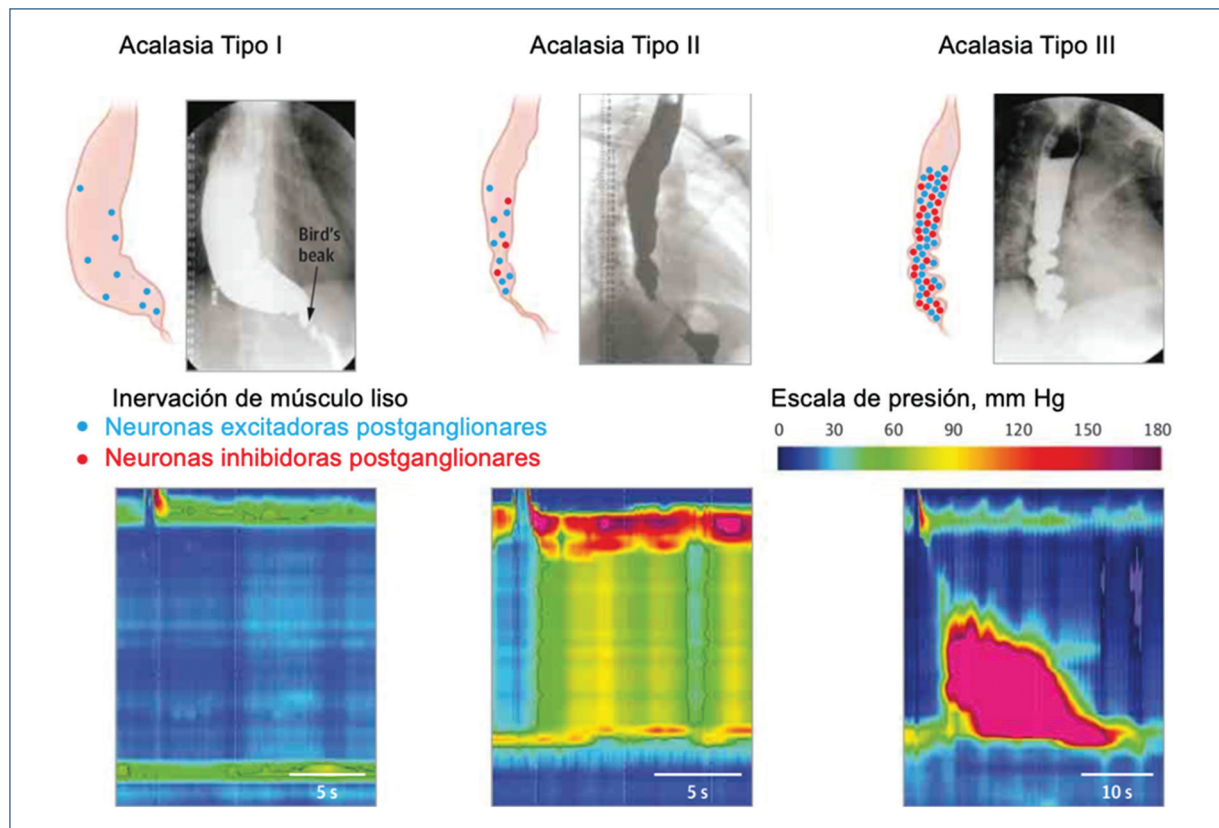 Acalasia Tipo I
Acalasia Tipo II
Acalasia Tipo III
Bird's
beak
Inervación de músculo liso
Neuronas excitadoras postganglionares
Neuronas inhibidoras postganglionares
Escala de presión, mm Hg
0 30 60 90 120 150 180
5 s
5 s
10 s